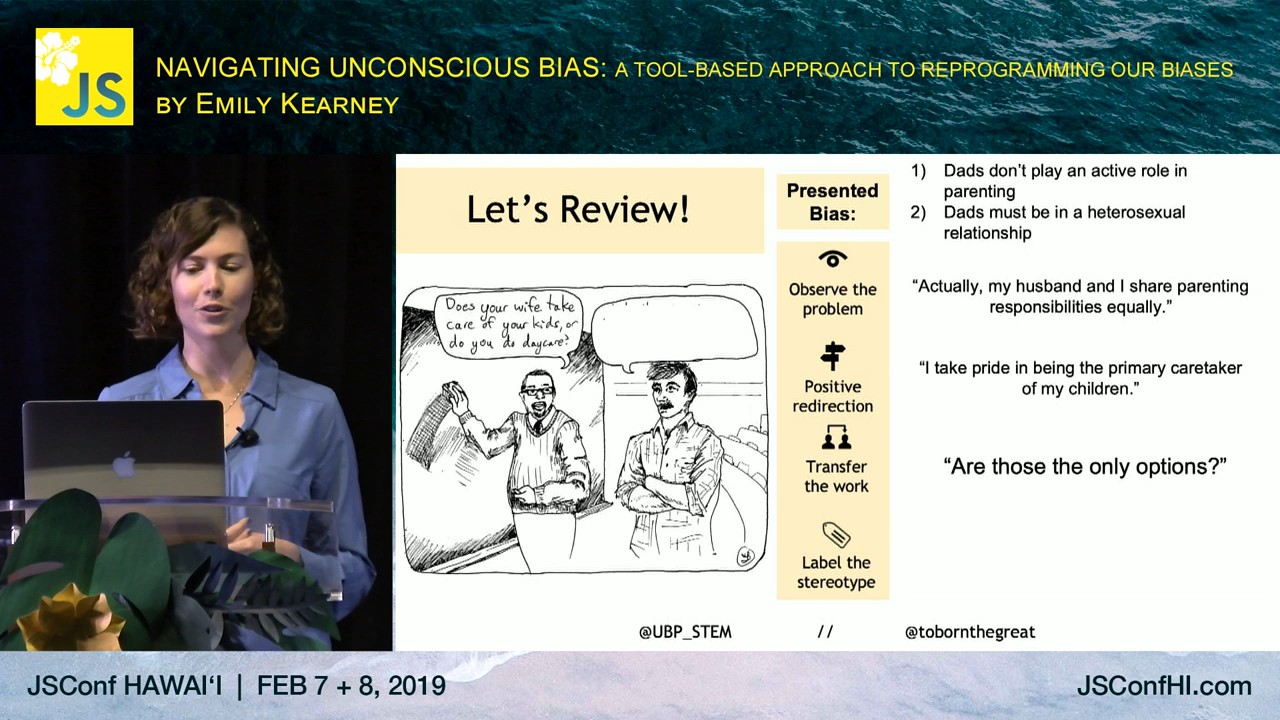 JS
NAVIGATING UNCONSCIOUS BIAS: A TOOL-BASED APPROACH TO REPROGRAMMING OUR BIASES
BY EMILY KEARNEY
Let's Review!
Does your wife take
care of your kids, or
do you do daycare?
Presented
Bias:
1) Dads don't play an active role in
parenting
2) Dads must be in a heterosexual
relationship
Observe the
problem
“Actually, my husband and I share parenting
responsibilities equally.”
Positive
redirection
“I take pride in being the primary caretaker
of my children.”
Transfer
the work
“Are those the only options?”
Label the
stereotype
@UBP_STEM // @tobornthegreat
JSConf HAWAI‘I | FEB 7 + 8, 2019
JSConfHI.com